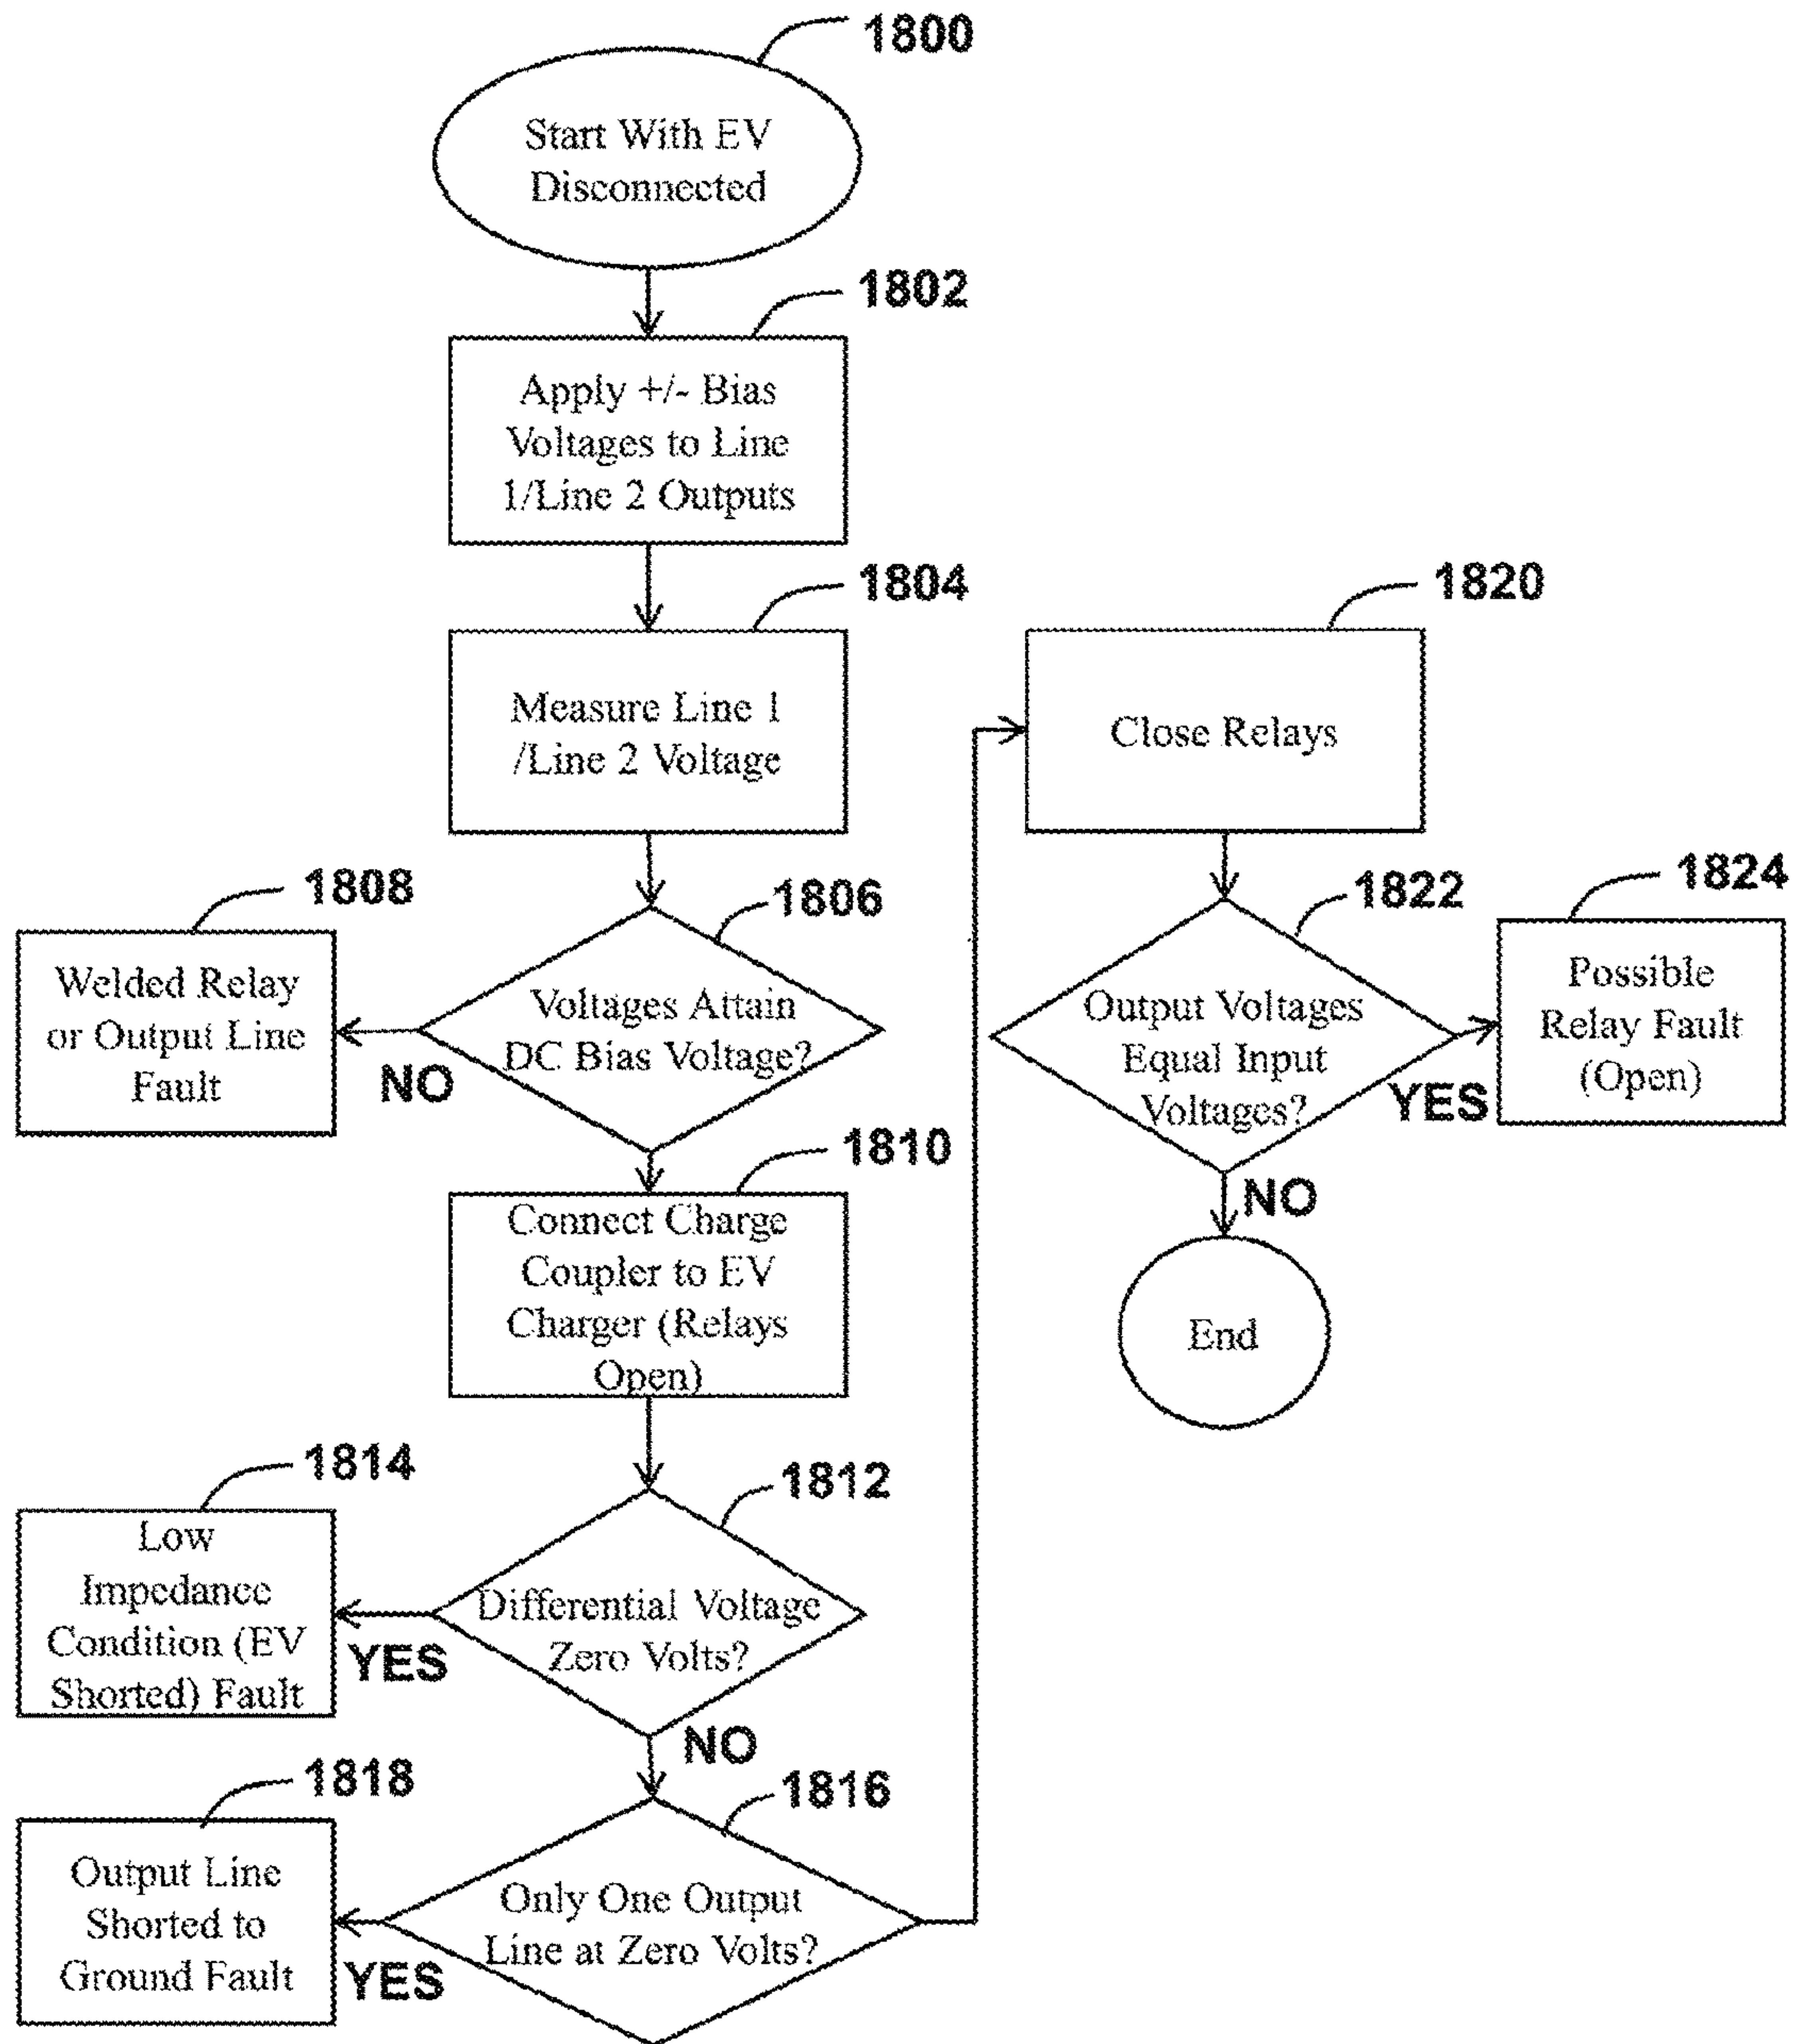 1800
Start With EV
Disconnected
1802
Apply +/- Bias
Voltages to Line
1/Line 2 Outputs
1804
Measure Line 1
/Line 2 Voltage
1806
Voltages Attain
DC Bias Voltage?
NO
1808
Welded Relay
or Output Line
Fault
1810
Connect Charge
Coupler to EV
Charger (Relays
Open)
1812
Differential Voltage
Zero Volts?
YES
1814
Low
Impedance
Condition (EV
Shorted) Fault
NO
1816
Only One Output
Line at Zero Volts?
YES
1818
Output Line
Shorted to
Ground Fault
1820
Close Relays
1822
Output Voltages
Equal Input
Voltages?
YES
1824
Possible
Relay Fault
(Open)
NO
End